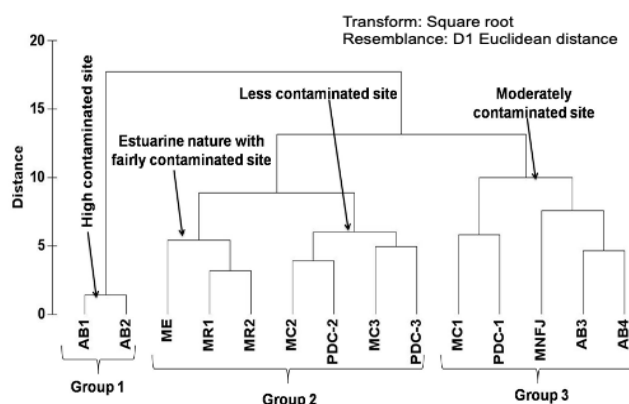 Transform: Square root
Resemblance: D1 Euclidean distance
20
15
10
5
0
Distance
High contaminated site
Estuarine nature with
fairly contaminated site
Less contaminated site
Moderately
contaminated site
AB1
AB2
ME
MR1
MR2
MC2
PDC-2
MC3
PDC-3
MC1
PDC-1
MNFJ
AB3
AB4
Group 1
Group 2
Group 3